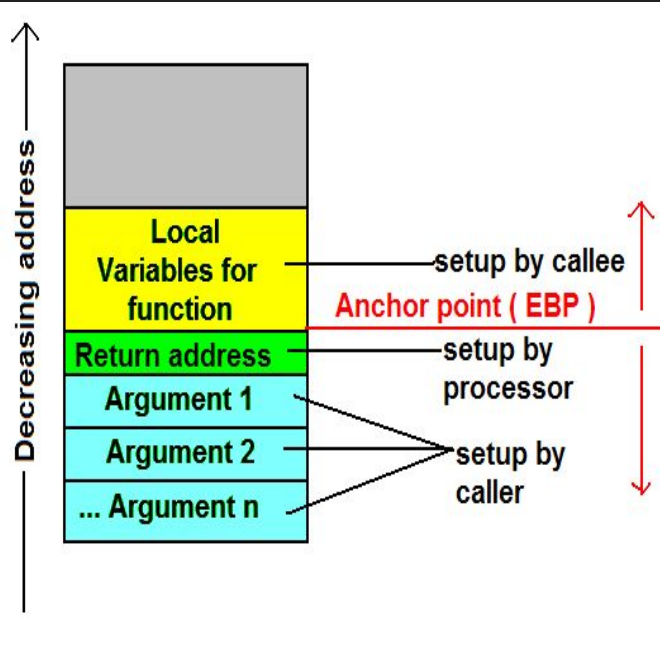 Decreasing address
Local
Variables for
function
setup by callee
Anchor point ( EBP )
Return address
setup by
processor
Argument 1
Argument 2
... Argument n
setup by
caller